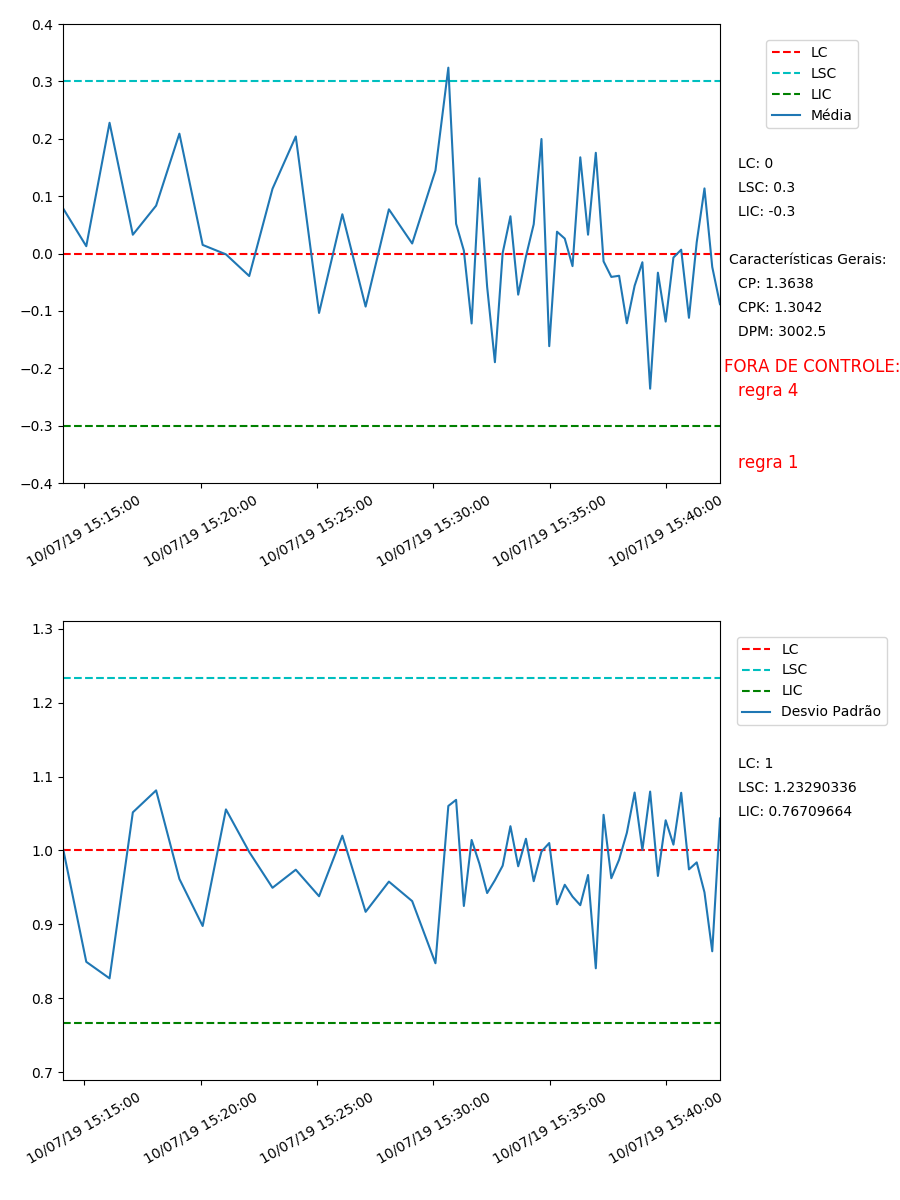 0.4
0.3
0.2
0.1
0.0
−0.1
−0.2
−0.3
−0.4
10/07/19 15:15:00
10/07/19 15:20:00
10/07/19 15:25:00
10/07/19 15:30:00
10/07/19 15:35:00
10/07/19 15:40:00
LC
LSC
LIC
Média
LC: 0
LSC: 0.3
LIC: -0.3
Características Gerais:
CP: 1.3638
CPK: 1.3042
DPM: 3002.5
FORA DE CONTROLE:
regra 4
regra 1
1.3
1.2
1.1
1.0
0.9
0.8
0.7
10/07/19 15:15:00
10/07/19 15:20:00
10/07/19 15:25:00
10/07/19 15:30:00
10/07/19 15:35:00
10/07/19 15:40:00
LC
LSC
LIC
Desvio Padrão
LC: 1
LSC: 1.23290336
LIC: 0.76709664